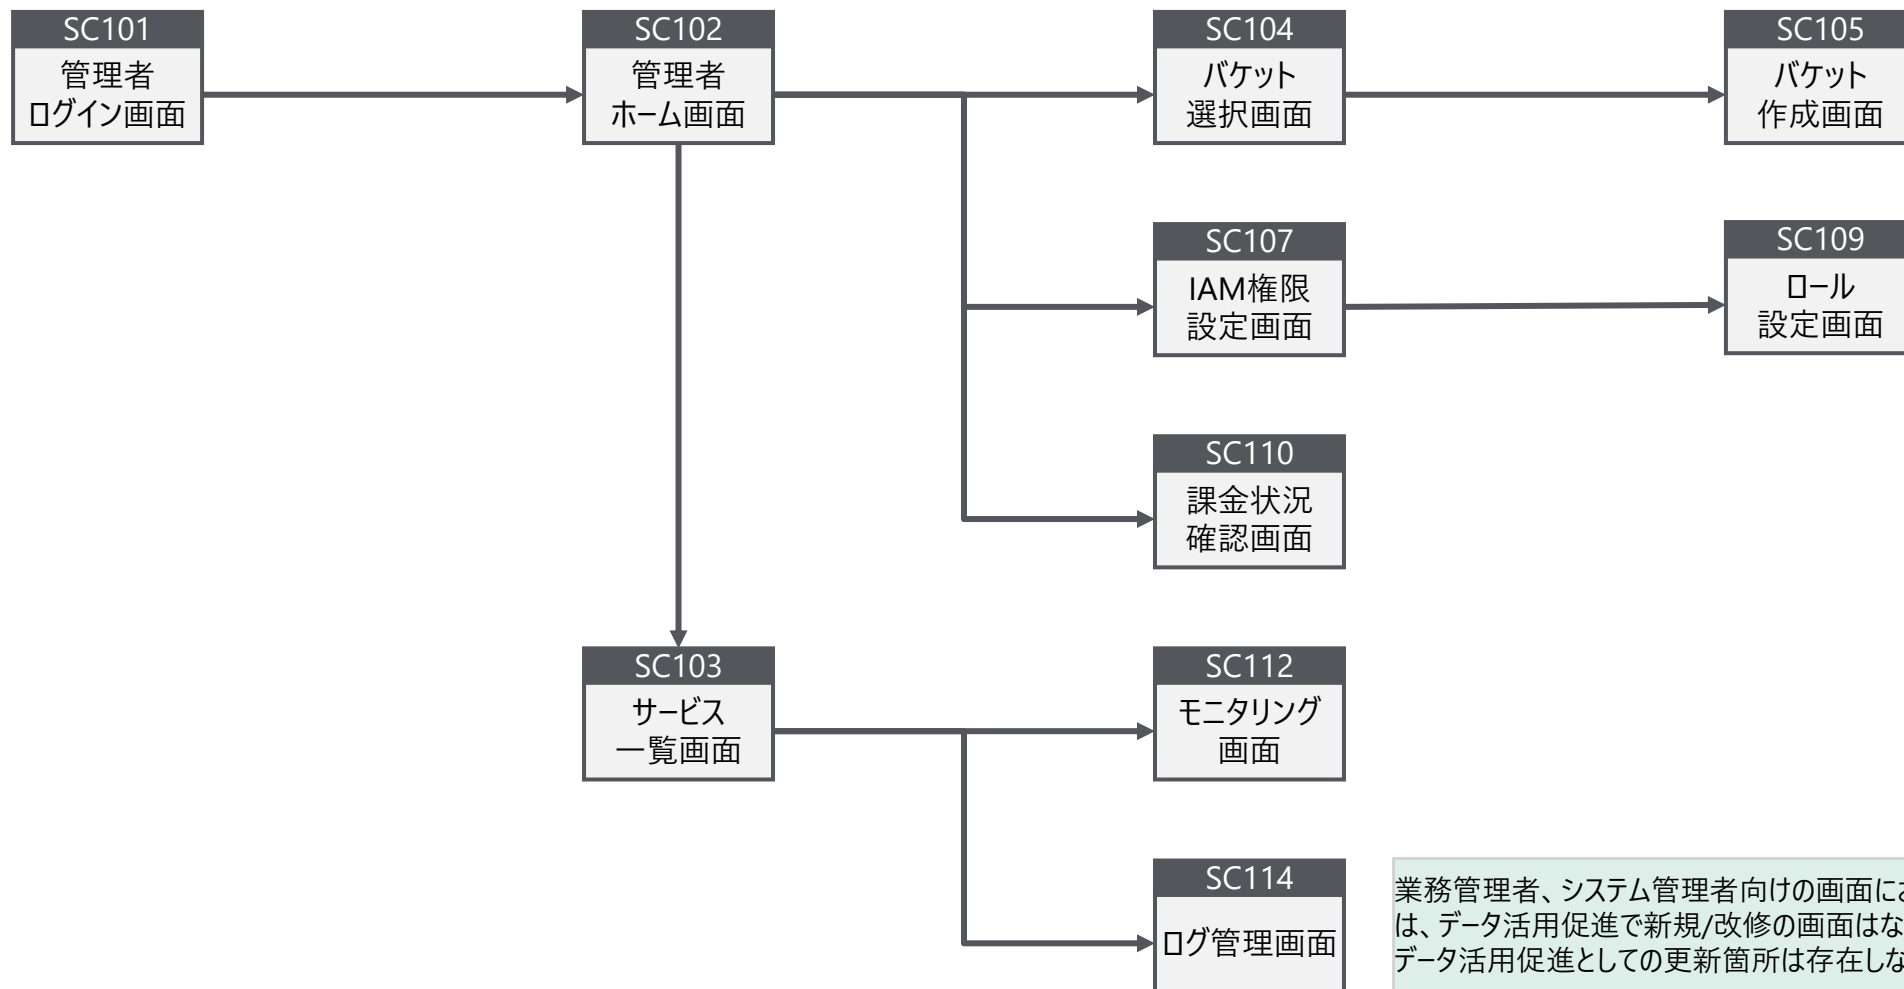 SC101
管理者
ログイン画面
SC102
管理者
ホーム画面
SC104
バケット
選択画面
SC105
バケット
作成画面
SC107
IAM権限
設定画面
SC109
ロール
設定画面
SC110
課金状況
確認画面
SC103
サービス
一覧画面
SC112
モニタリング
画面
SC114
ログ管理画面
業務管理者、システム管理者向けの画面にお
は、データ活用促進で新規/改修の画面はな
データ活用促進としての更新箇所は存在しな